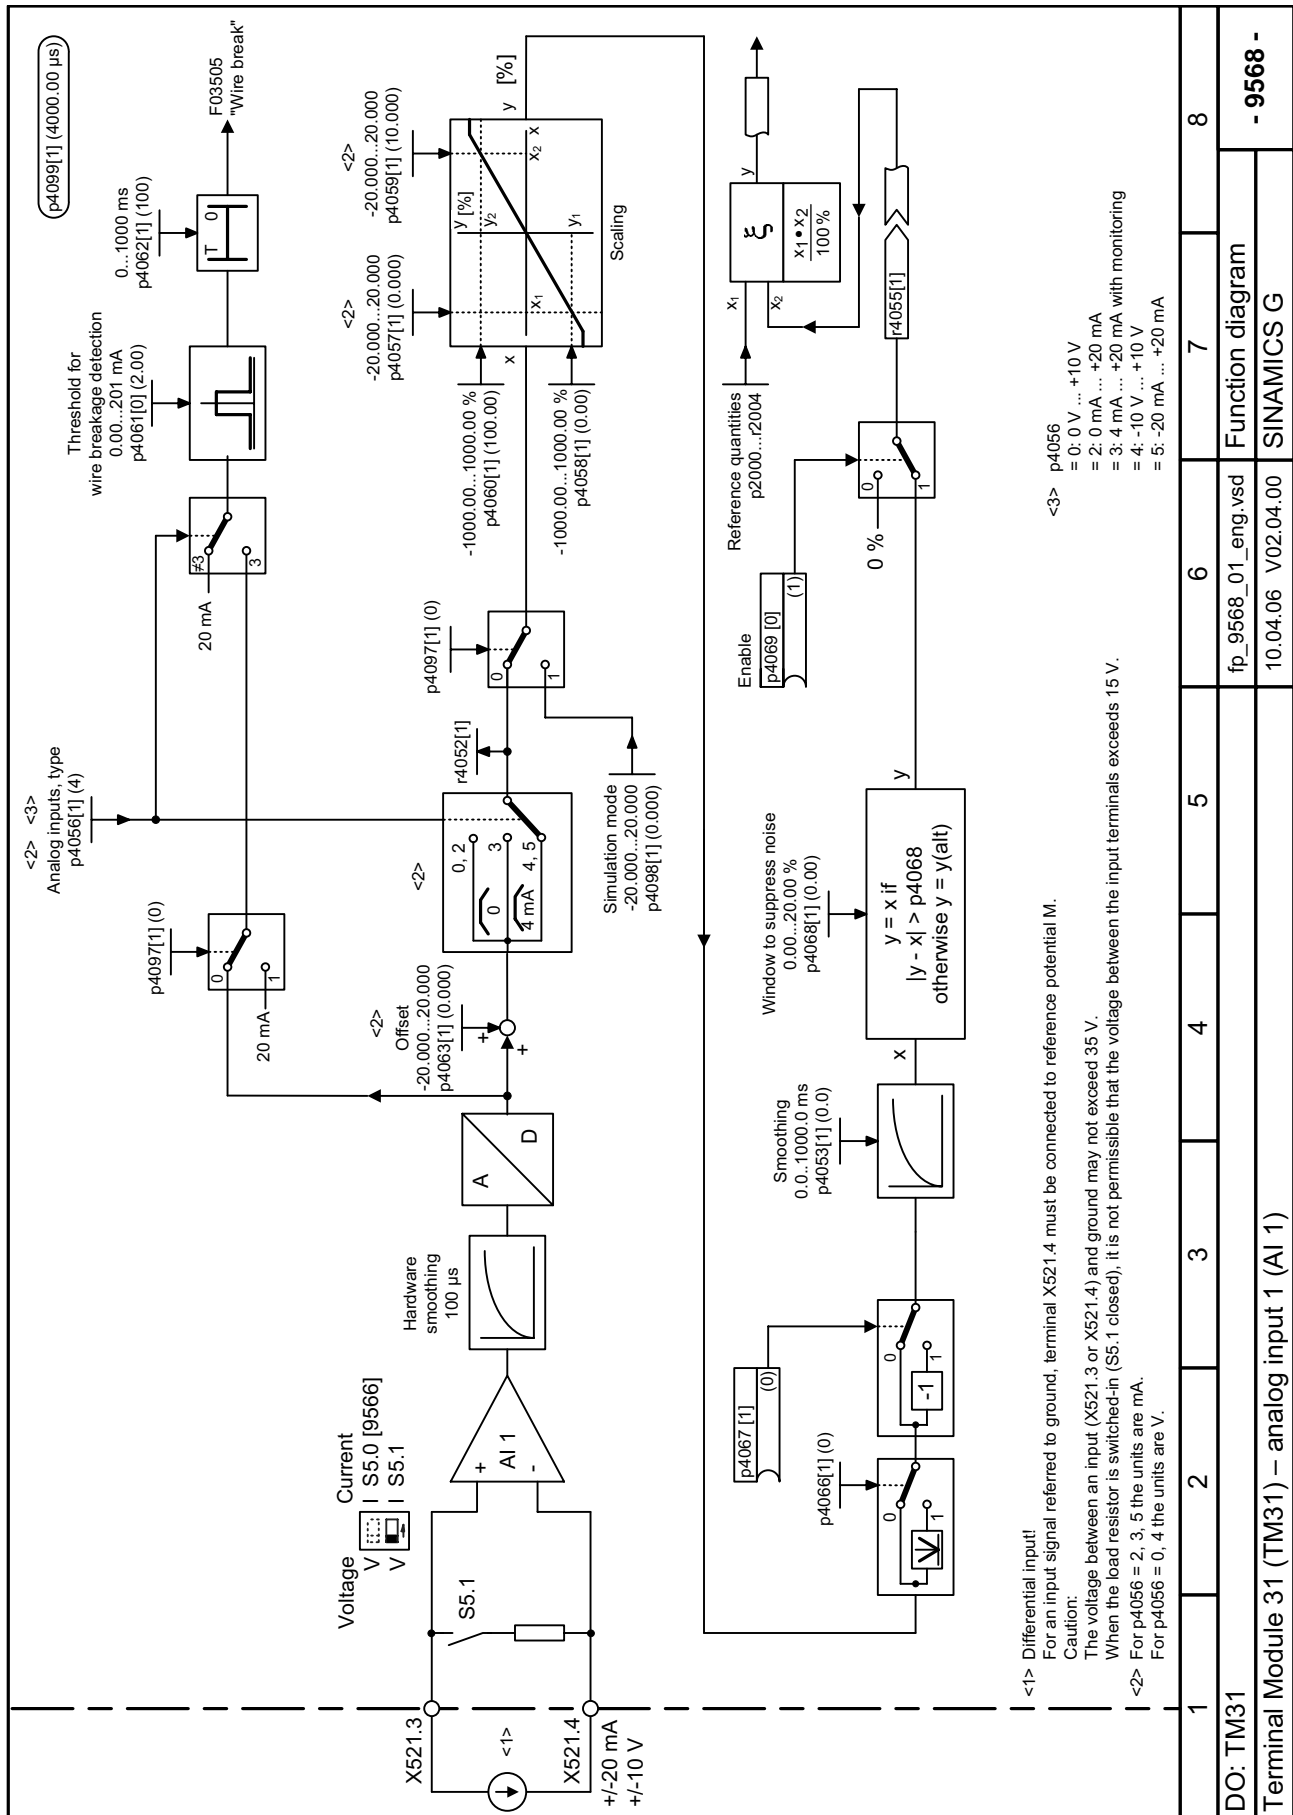 p4099[1] (4000.00 µs)
<2> <3>
Analog inputs, type
p4056[1] (4)
p4097[1] (0)
0
1
20 mA
20 mA
≠3
3
Threshold for
wire breakage detection
0.00...201 mA
p4061[0] (2.00)
0...1000 ms
p4062[1] (100)
T 0
F03505
"Wire break"
Voltage Current
V I S5.0 [9566]
V I S5.1
X521.3
<1>
X521.4
+/-20 mA
+/-10 V
S5.1
+
AI 1
-
Hardware
smoothing
100 µs
A
D
<2>
Offset
-20.000...20.000
p4063[1] (0.000)
+
+
<2>
0
4 mA
0, 2
3
4, 5
r4052[1]
Simulation mode
-20.000...20.000
p4098[1] (0.000)
p4097[1] (0)
0
1
-1000.00...1000.00 %
p4060[1] (100.00)
-1000.00...1000.00 %
p4058[1] (0.00)
<2>
-20.000...20.000
p4057[1] (0.000)
<2>
-20.000...20.000
p4059[1] (10.000)
x
y [%]
y2
x1
y1
x2
x
Scaling
y [%]
p4066[1] (0)
0
1
p4067 [1]
(0)
0
1
-1
Smoothing
0.0..1000.0 ms
p4053[1] (0.0)
Window to suppress noise
0.00...20.00 %
p4068[1] (0.00)
x
y = x if
|y - x| > p4068
otherwise y = y(alt)
y
Enable
p4069 [0]
(1)
0 %
0
1
r4055[1]
Reference quantities
p2000...r2004
x1
x2
x1 • x2
100 %
y
<1> Differential input!
For an input signal referred to ground, terminal X521.4 must be connected to reference potential M.
Caution:
The voltage between an input (X521.3 or X521.4) and ground may not exceed 35 V.
When the load resistor is switched-in (S5.1 closed), it is not permissible that the voltage between the input terminals exceeds 15 V.
<2> For p4056 = 2, 3, 5 the units are mA.
For p4056 = 0, 4 the units are V.
<3> p4056
= 0: 0 V ... +10 V
= 2: 0 mA ... +20 mA
= 3: 4 mA ... +20 mA with monitoring
= 4: -10 V ... +10 V
= 5: -20 mA ... +20 mA
1 2 3 4 5 6 7 8
DO: TM31 fp_9568_01_eng.vsd Function diagram - 9568 -
Terminal Module 31 (TM31) – analog input 1 (AI 1) 10.04.06 V02.04.00 SINAMICS G